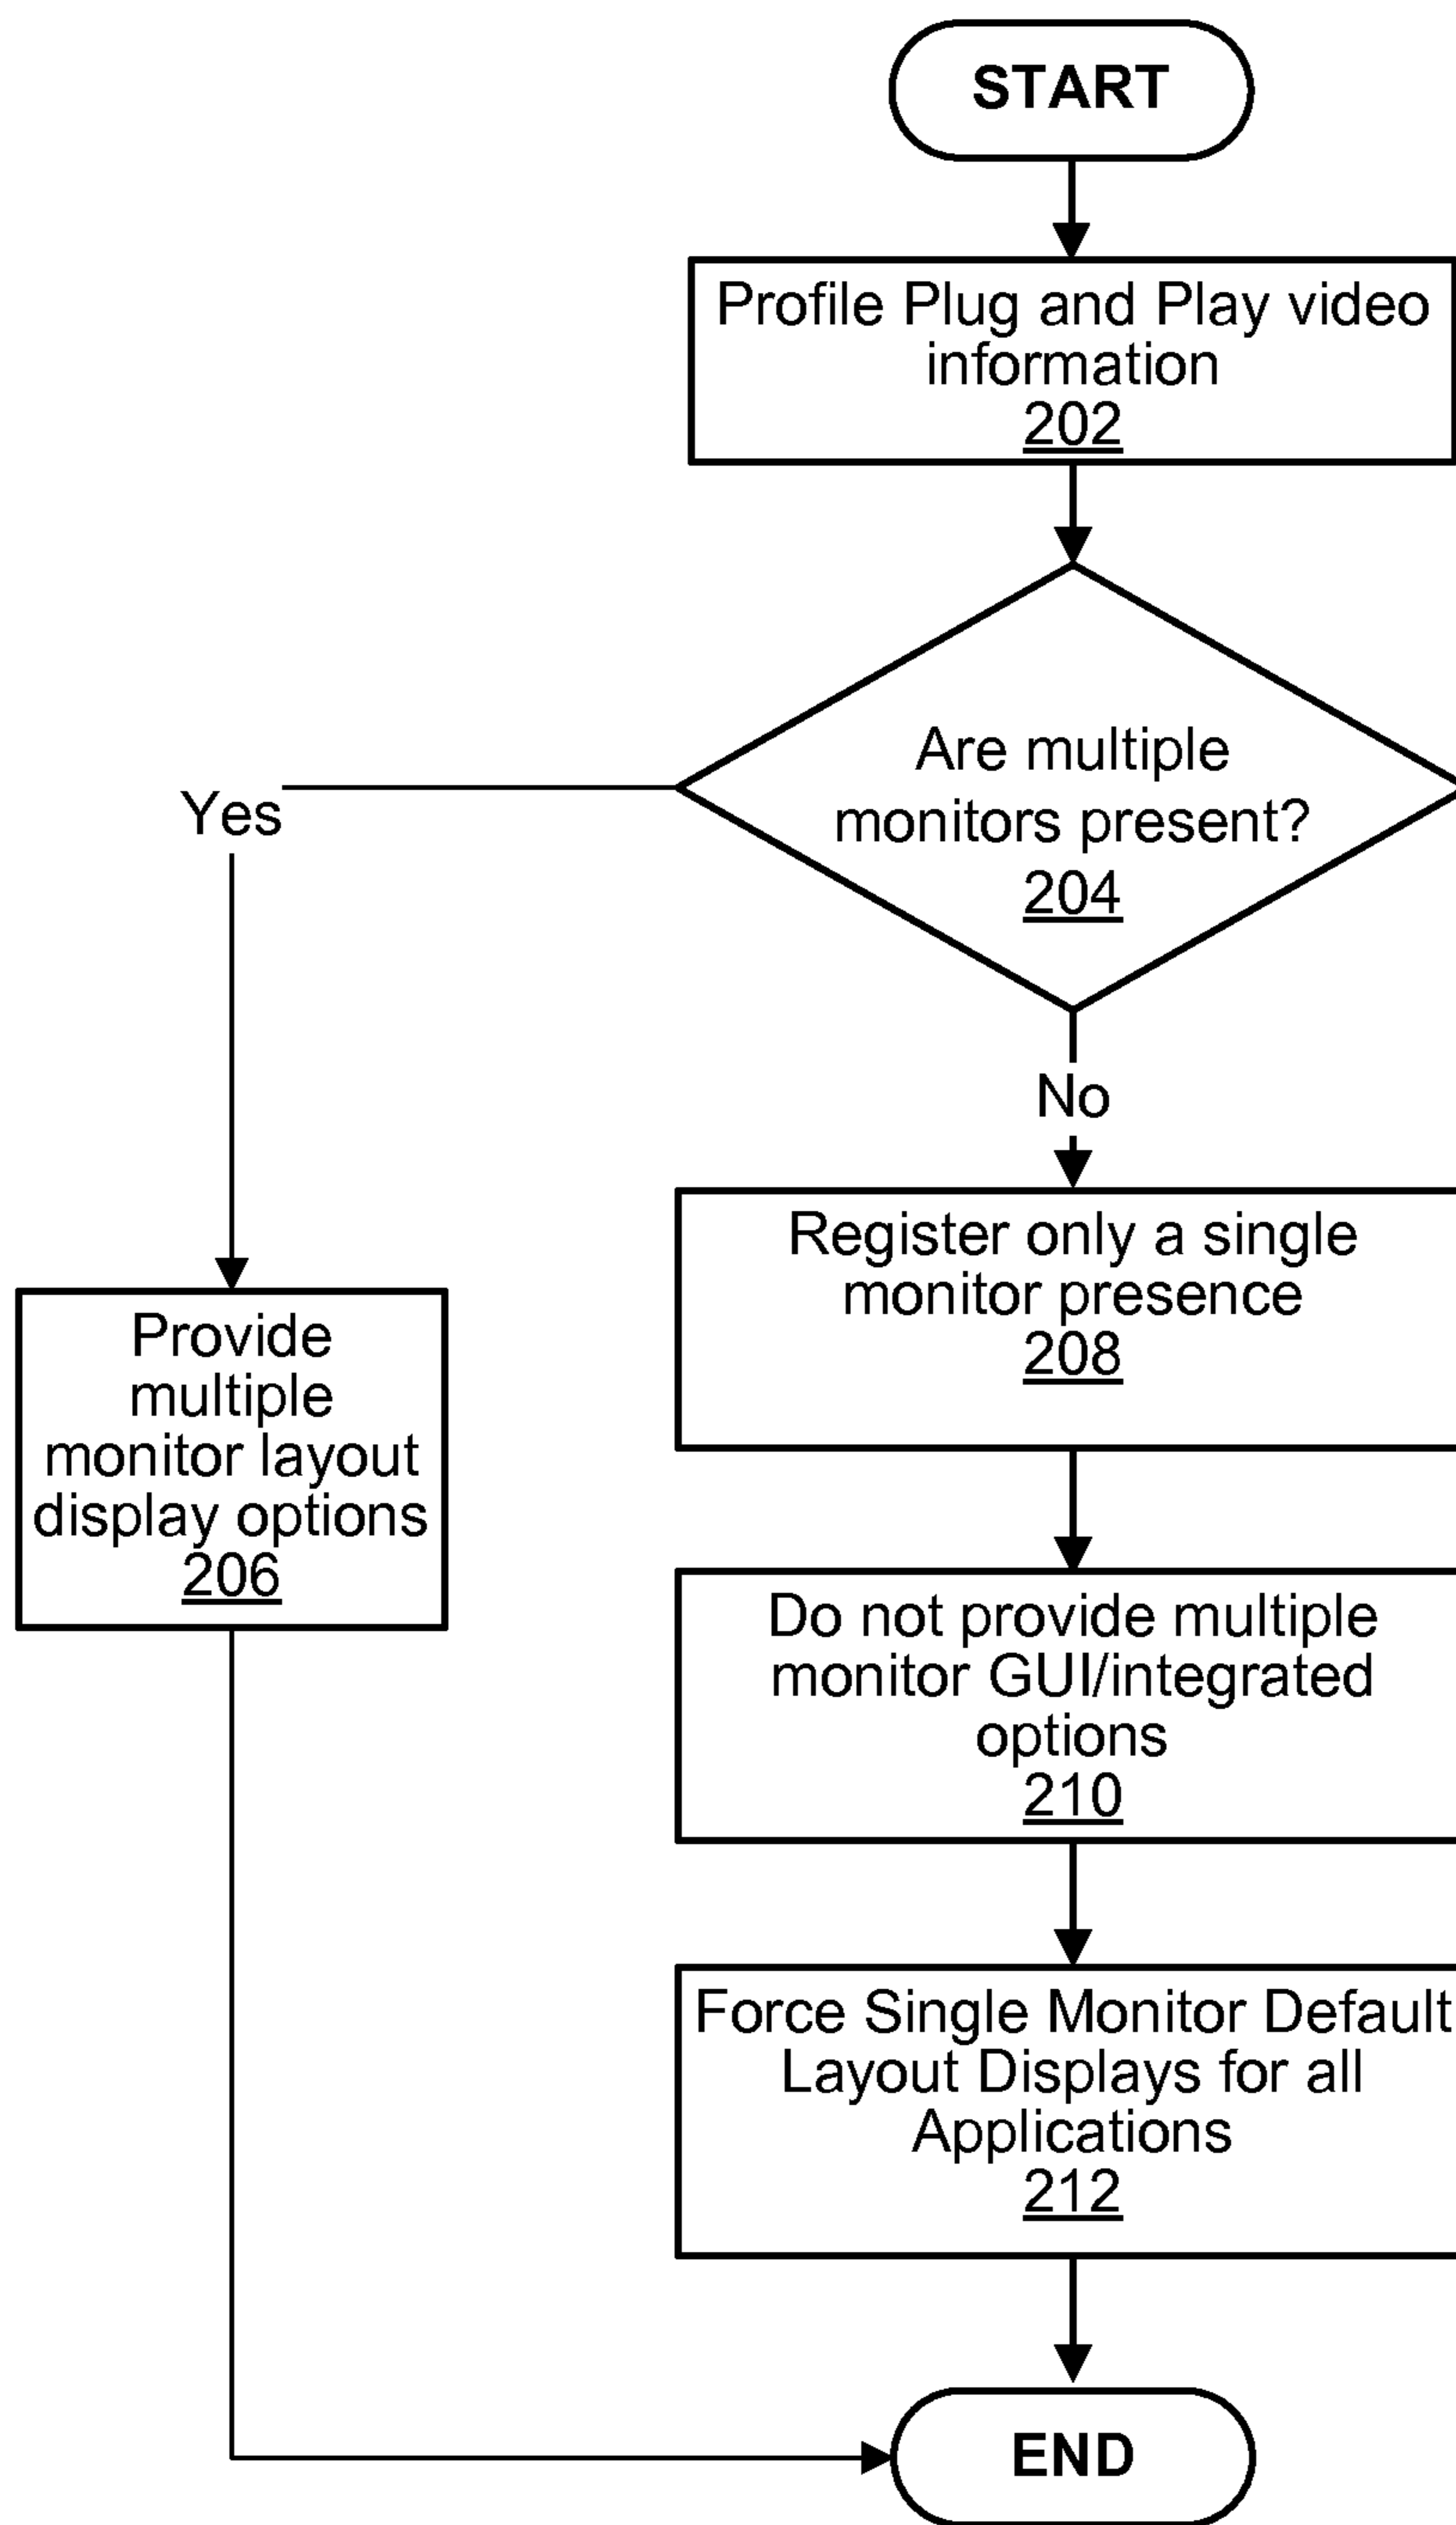 START
Profile Plug and Play video
information
202
Are multiple
monitors present?
204
Yes
No
Register only a single
monitor presence
208
Provide
multiple
monitor layout
display options
206
Do not provide multiple
monitor GUI/integrated
options
210
Force Single Monitor Default
Layout Displays for all
Applications
212
END